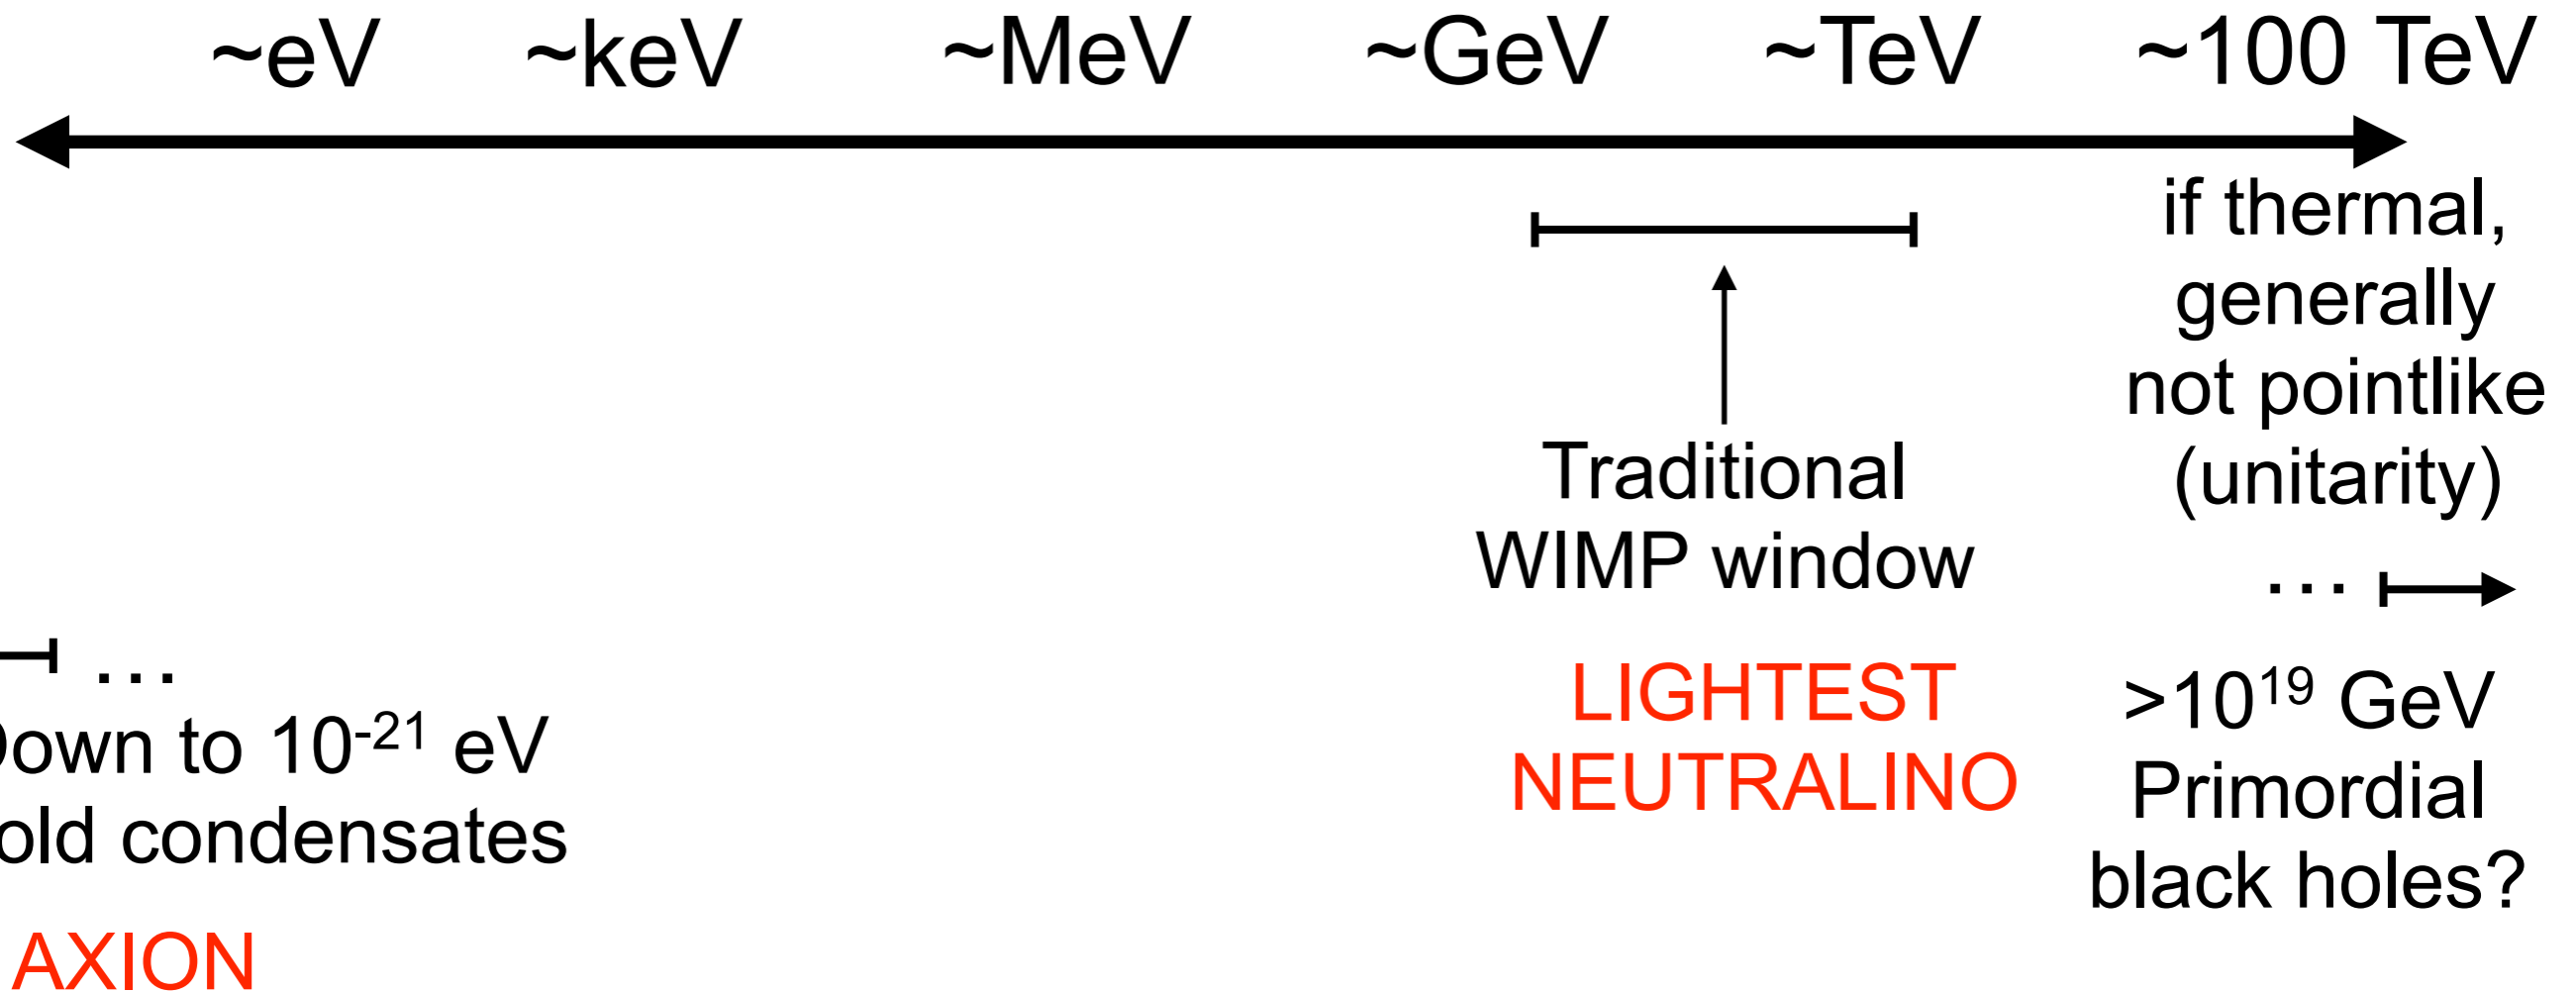 ~eV ~keV ~MeV ~GeV ~TeV ~100 TeV
if thermal,
generally
not pointlike
(unitarity)
Traditional
WIMP window
...
LIGHTEST
NEUTRALINO
>10¹⁹ GeV
Primordial
black holes?
...
own to 10⁻²¹ eV
old condensates
AXION